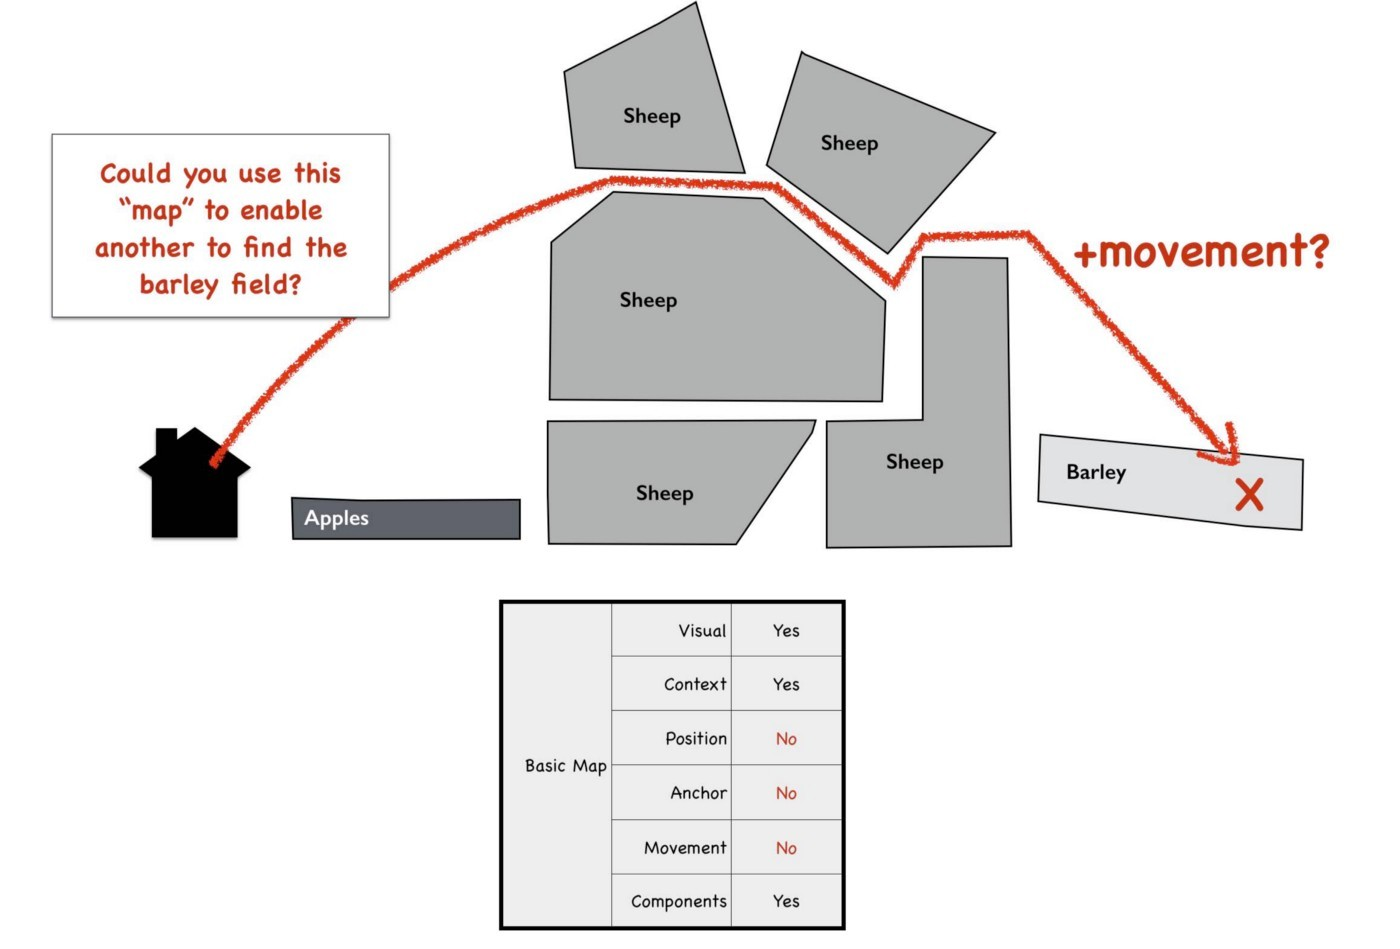 Sheep
Sheep
Could you use this
“map” to enable
another to find the
barley field?
+movement?
Sheep
Sheep
Sheep
Barley
X
Apples
Basic Map
Visual Yes
Context Yes
Position No
Anchor No
Movement No
Components Yes